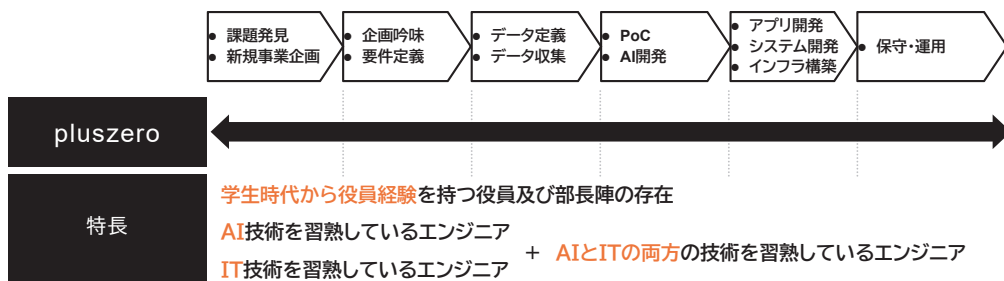 • 課題発見
• 新規事業企画
• 企画吟味
• 要件定義
• データ定義
• データ収集
• PoC
• AI開発
• アプリ開発
• システム開発
• インフラ構築
• 保守・運用
pluszero
特長
学生時代から役員経験を持つ役員及び部長陣の存在
AI技術を習熟しているエンジニア
IT技術を習熟しているエンジニア
+ AIとITの両方の技術を習熟しているエンジニア